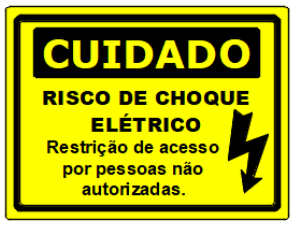 CUIDADO
RISCO DE CHOQUE
ELÉTRICO
Restrição de acesso
por pessoas não
autorizadas.